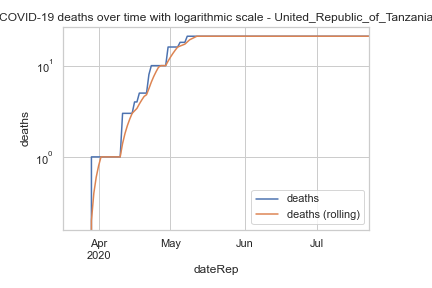 COVID-19 deaths over time with logarithmic scale - United_Republic_of_Tanzania
deaths
10¹
10⁰
deaths
deaths (rolling)
Apr
2020
May
Jun
Jul
dateRep